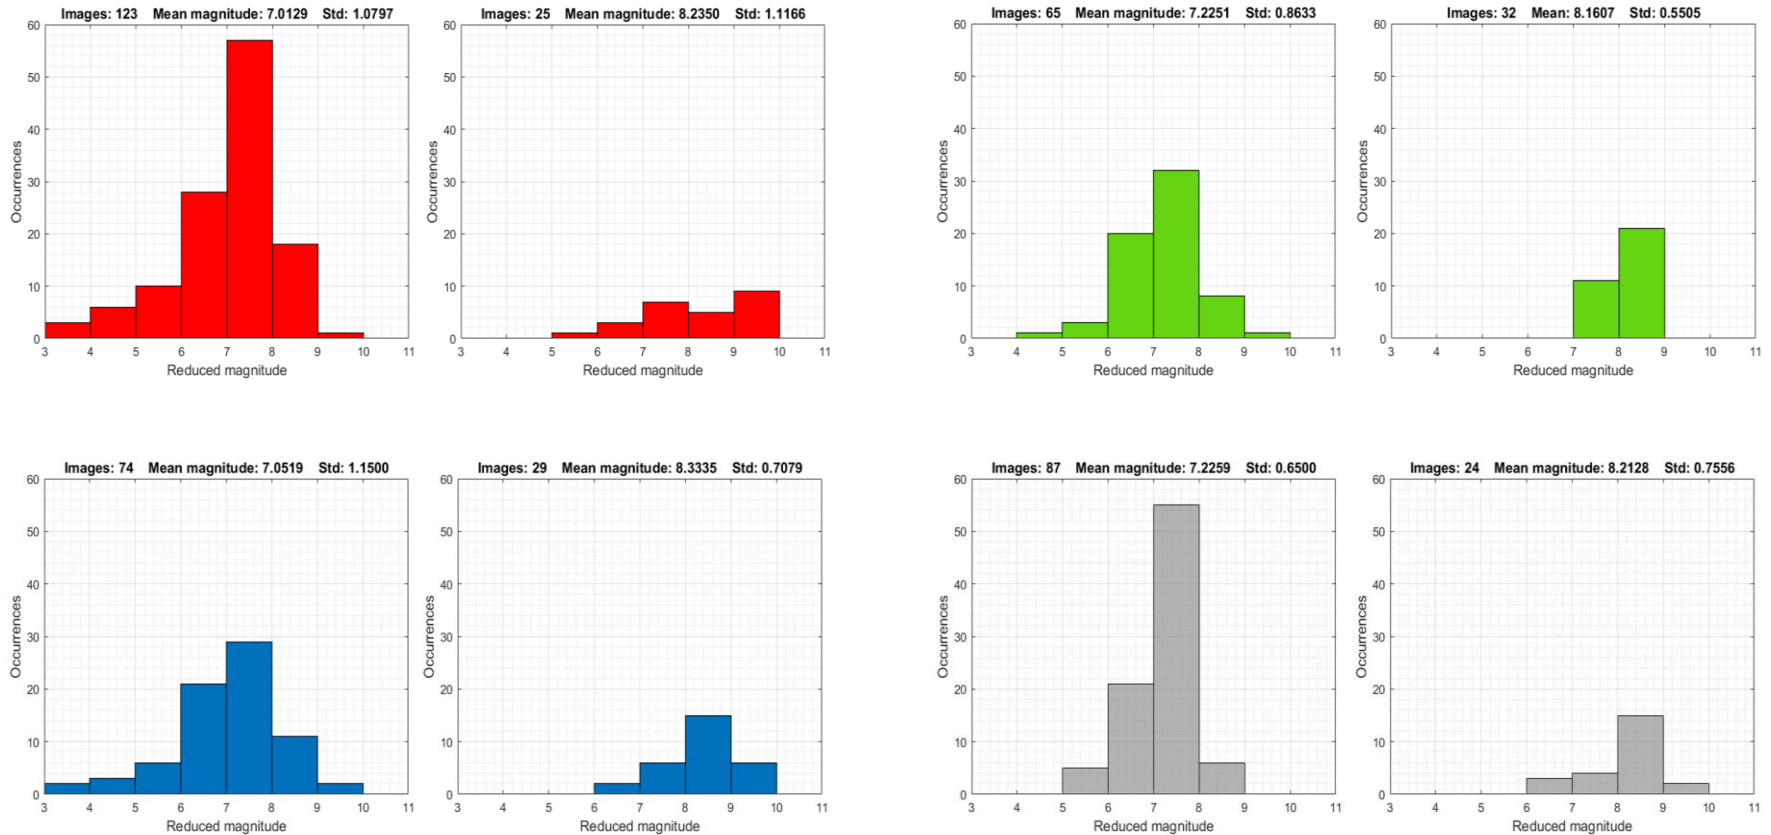 Images: 123 Mean magnitude: 7.0129 Std: 1.0797
60
50
40
30
20
10
0
Occurrences
3 4 5 6 7 8 9 10 11
Reduced magnitude
Images: 25 Mean magnitude: 8.2350 Std: 1.1166
60
50
40
30
20
10
0
Occurrences
3 4 5 6 7 8 9 10 11
Reduced magnitude
Images: 65 Mean magnitude: 7.2251 Std: 0.8633
60
50
40
30
20
10
0
Occurrences
3 4 5 6 7 8 9 10 11
Reduced magnitude
Images: 32 Mean: 8.1607 Std: 0.5505
60
50
40
30
20
10
0
Occurrences
3 4 5 6 7 8 9 10 11
Reduced magnitude
Images: 74 Mean magnitude: 7.0519 Std: 1.1500
60
50
40
30
20
10
0
Occurrences
3 4 5 6 7 8 9 10 11
Reduced magnitude
Images: 29 Mean magnitude: 8.3335 Std: 0.7079
60
50
40
30
20
10
0
Occurrences
3 4 5 6 7 8 9 10 11
Reduced magnitude
Images: 87 Mean magnitude: 7.2259 Std: 0.6500
60
50
40
30
20
10
0
Occurrences
3 4 5 6 7 8 9 10 11
Reduced magnitude
Images: 24 Mean magnitude: 8.2128 Std: 0.7556
60
50
40
30
20
10
0
Occurrences
3 4 5 6 7 8 9 10 11
Reduced magnitude